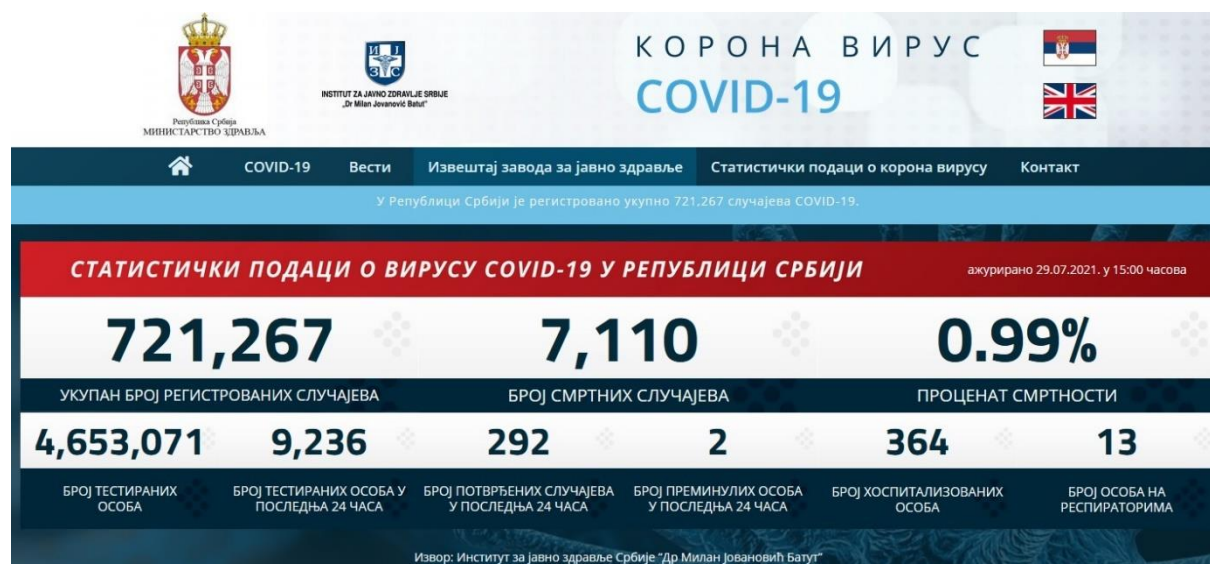 КОРОНА ВИРУС
COVID-19
И Ј
З С
INSTITUT ZA JAVNO ZDRAVLJE SRBIJE
„Dr Milan Jovanović Batut"
Република Србија
МИНИСТАРСТВО ЗДРАВЉА
COVID-19 Вести Извештај завода за јавно здравље Статистички подаци о корона вирусу Контакт
У Републици Србији је регистровано укупно 721,267 случајева COVID-19.
СТАТИСТИЧКИ ПОДАЦИ О ВИРУСУ COVID-19 У РЕПУБЛИЦИ СРБИЈИ
ажурирано 29.07.2021. у 15:00 часова
721,267 7,110 0.99%
УКУПАН БРОЈ РЕГИСТРОВАНИХ СЛУЧАЈЕВА БРОЈ СМРТНИХ СЛУЧАЈЕВА ПРОЦЕНАТ СМРТНОСТИ
4,653,071 9,236 292 2 364 13
БРОЈ ТЕСТИРАНИХ БРОЈ ТЕСТИРАНИХ ОСОБА У БРОЈ ПОТВРЂЕНИХ СЛУЧАЈЕВА БРОЈ ПРЕМИНУЛИХ ОСОБА БРОЈ ХОСПИТАЛИЗОВАНИХ БРОЈ ОСОБА НА
ОСОБА ПОСЛЕДЊА 24 ЧАСА У ПОСЛЕДЊА 24 ЧАСА У ПОСЛЕДЊА 24 ЧАСА ОСОБА РЕСПИРАТОРИМА
Извор: Институт за јавно здравље Србије "Др Милан Јовановић Батут"